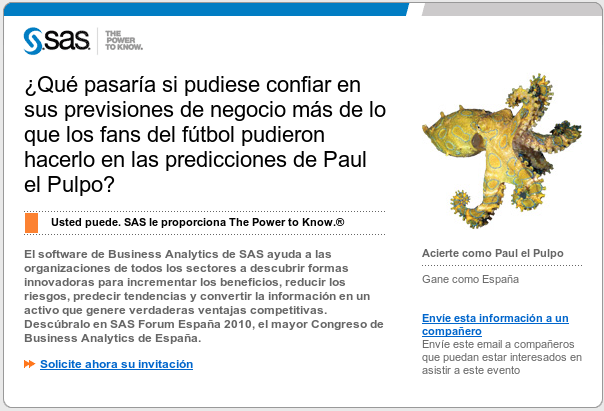 sas. THE
POWER
TO KNOW.
¿Qué pasaría si pudiese confiar en
sus previsiones de negocio más de lo
que los fans del fútbol pudieron
hacerlo en las predicciones de Paul
el Pulpo?
Usted puede. SAS le proporciona The Power to Know.®
El software de Business Analytics de SAS ayuda a las
organizaciones de todos los sectores a descubrir formas
innovadoras para incrementar los beneficios, reducir los
riesgos, predecir tendencias y convertir la información en un
activo que genere verdaderas ventajas competitivas.
Descúbralo en SAS Forum España 2010, el mayor Congreso de
Business Analytics de España.
Solicite ahora su invitación
Acierte como Paul el Pulpo
Gane como España
Envíe esta información a un
compañero
Envíe este email a compañeros
que puedan estar interesados en
asistir a este evento